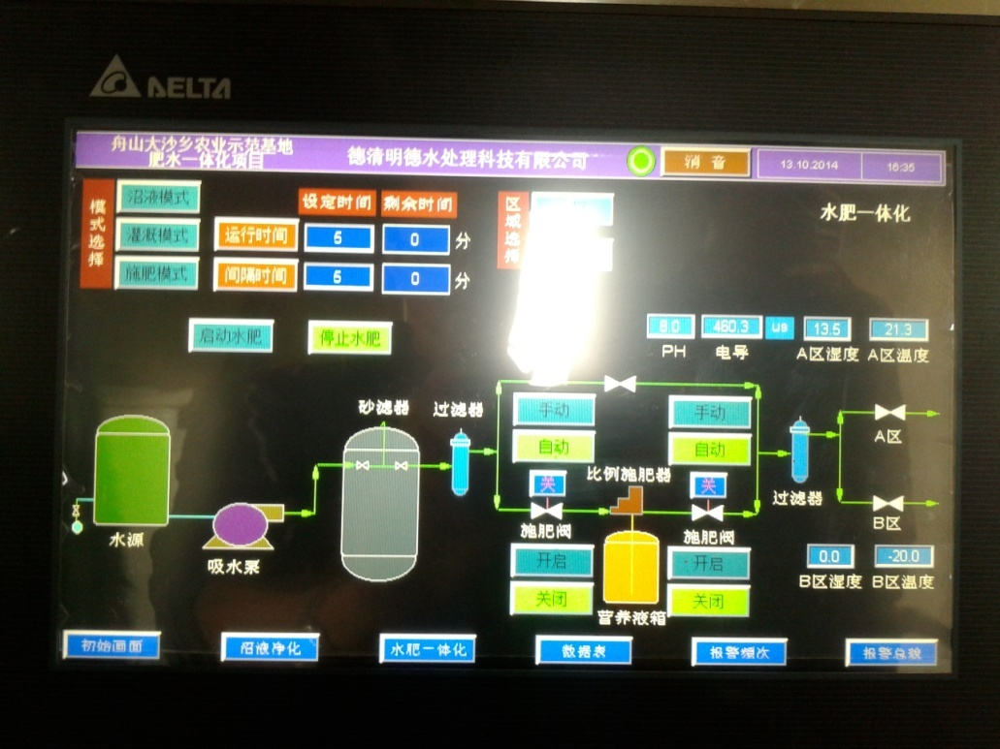 DELTA
舟山大沙乡农业示范基地
肥水一体化项目
德清明德水处理科技有限公司
消音
13.10.2014
16:35
模式选择
沼液模式
灌溉模式
施肥模式
设定时间
剩余时间
运行时间
5
0
分
间隔时间
5
0
分
区域选择
水肥一体化
启动水肥
停止水肥
8.0
PH
460.3
us
电导
13.5
A区湿度
21.3
A区温度
砂滤器
过滤器
手动
自动
关
施肥阀
开启
关闭
比例施肥器
营养液箱
手动
自动
关
施肥阀
开启
关闭
过滤器
A区
B区
0.0
B区湿度
-20.0
B区温度
水源
吸水泵
初始画面
沼液净化
水肥一体化
数据表
报警频次
报警总线